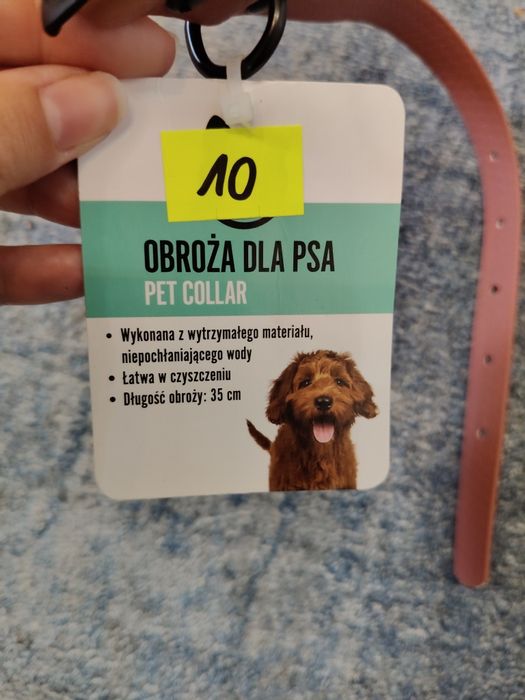 10
OBROŻA DLA PSA
PET COLLAR
• Wykonana z wytrzymałego materiału,
niepochłaniającego wody
• Łatwa w czyszczeniu
• Długość obroży: 35 cm